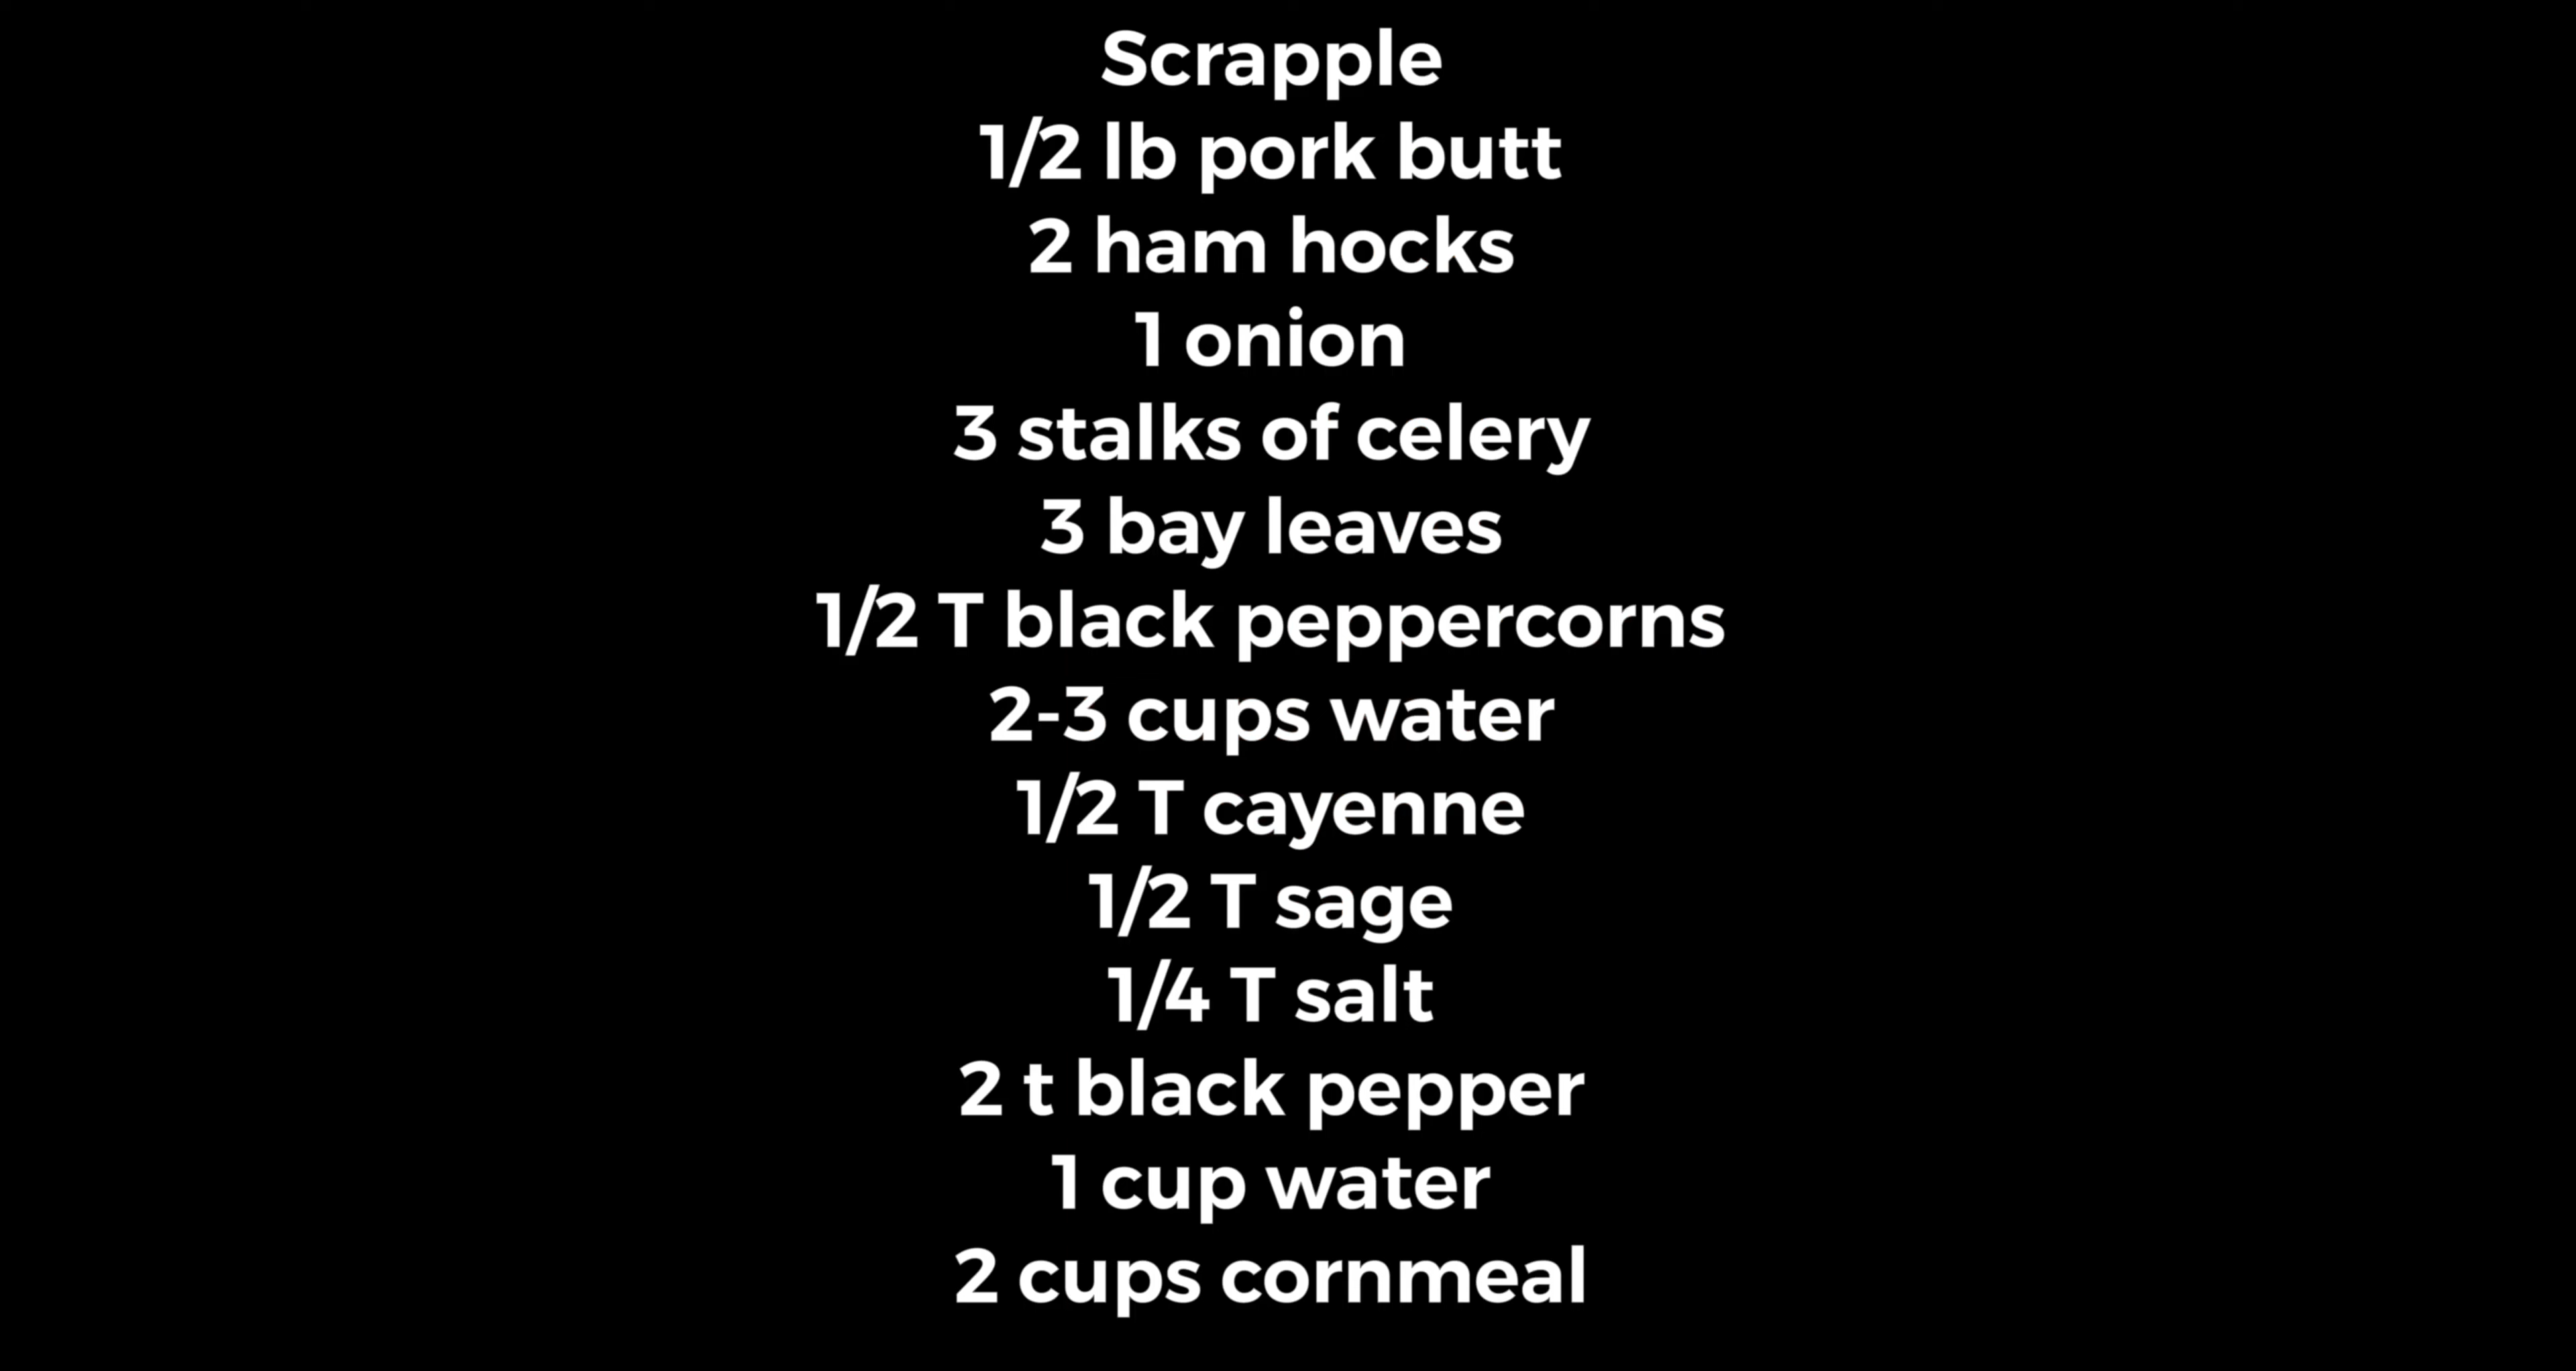 Scrapple
1/2 lb pork butt
2 ham hocks
1 onion
3 stalks of celery
3 bay leaves
1/2 T black peppercorns
2-3 cups water
1/2 T cayenne
1/2 T sage
1/4 T salt
2 t black pepper
1 cup water
2 cups cornmeal